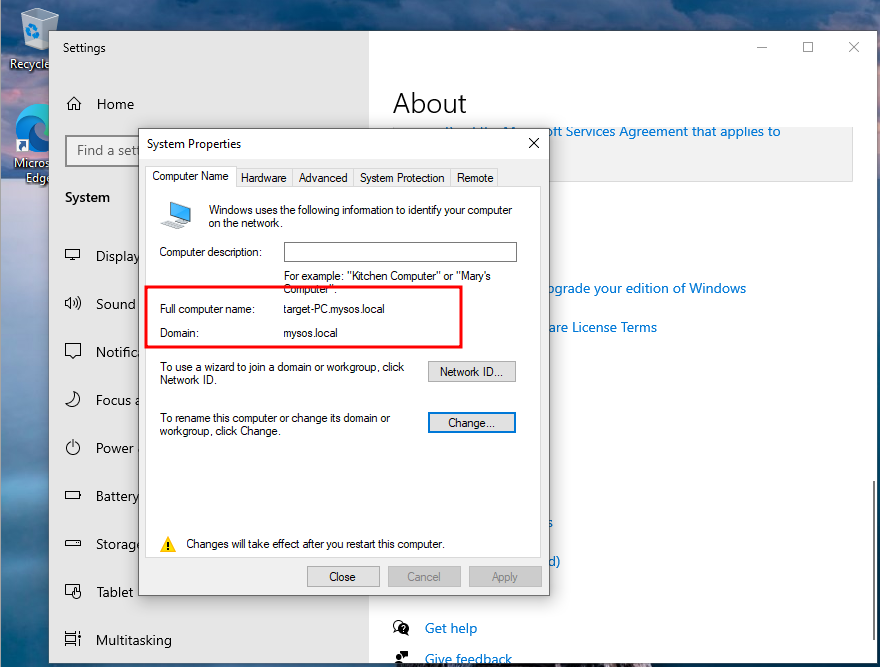 Recycle
Micros
Edge
Settings
Home
Find a sett
System
Display
Sound
Notific
Focus a
Power
Battery
Storag
Tablet
Multitasking
About
Microsoft Services Agreement that applies to
pgrade your edition of Windows
are License Terms
s
d)
Get help
Give feedback
System Properties
Computer Name Hardware Advanced System Protection Remote
Windows uses the following information to identify your computer
on the network.
Computer description:
For example: "Kitchen Computer" or "Mary's
Computer".
Full computer name: target-PC.mysos.local
Domain: mysos.local
To use a wizard to join a domain or workgroup, click
Network ID.
Network ID...
To rename this computer or change its domain or
workgroup, click Change.
Change...
Changes will take effect after you restart this computer.
Close Cancel Apply